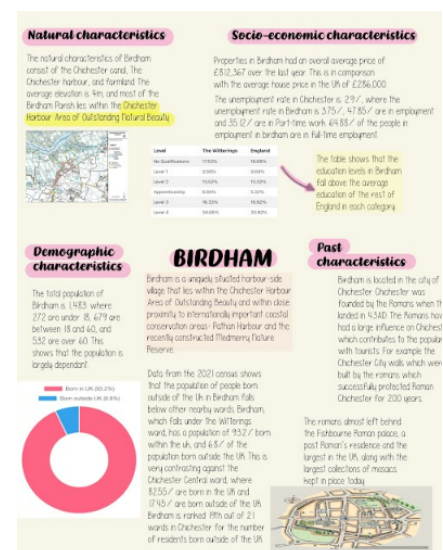 Natural characteristics
The natural characteristics of Birdham
consist of the Chichester canal, The
Chichester harbour, and farmland. The
average elevation is 4m, and most of the
Birdham Parish lies within the Chichester
Harbour Area of Outstanding Natural Beauty
Socio-economic characteristics
Properties in Birdham had an overall average price of
£812,367 over the last year. This is in comparison
with the average house price in the UK of £286,000.
The unemployment rate in Chichester is 2.9%, where the
unemployment rate in Birdham is 3.75%, 47.85% are in employment
and 35.12% are in Part-time work. 64.88% of the people in
employment in birdham are in full-time employment.
Level The Witterings England
No Qualifications
Level 1
Level 2
Apprenticeship
Level 3
Level 4
The table shows that the
education levels in Birdham
fall above the average
education of the rest of
England in each category.
Demographic
characteristics
The total population of
Birdham is 1,483 where
272 are under 18, 679 are
between 18 and 60, and
532 are over 60. This
shows that the population is
largely dependant.
Born in UK (93.2%)
Born outside UK (6.8%)
BIRDHAM
Birdham is a uniquely situated harbour-side
village that lies within the Chichester Harbour
Area of Outstanding Beauty and within close
proximity to internationally important coastal
conservation areas- Pathan Harbour and the
recently constructed Medmerry Nature
Reserve.
Data from the 2021 census shows
that the population of people born
outside of the Uk in Birdham falls
below other nearby wards. Birdham,
which falls under the Witterings
ward, has a population of 93.2% born
within the uk, and 6.8% of the
population born outside the UK. This is
very contrasting against the
Chichester Central ward, where
82.55% are born in the UK and
17.45% are born outside of the UK.
Birdham is ranked 19th out of 21
wards in Chichester for the number
of residents born outside of the UK
Past
characteristics
Birdham is located in the city of
Chichester. Chichester was
founded by the Romans when th
landed in 43AD. The Romans hav
had a large influence on Chichest
which contributes to the popular
with tourists. For example the
Chichester City walls which were
built by the romans which
successfully protected Roman
Chichester for 200 years.
The romans almost left behind
the Fishbourne Roman palace, a
past Roman's residence and the
largest in the UK, along with the
largest collections of mosaics
kept in place today.